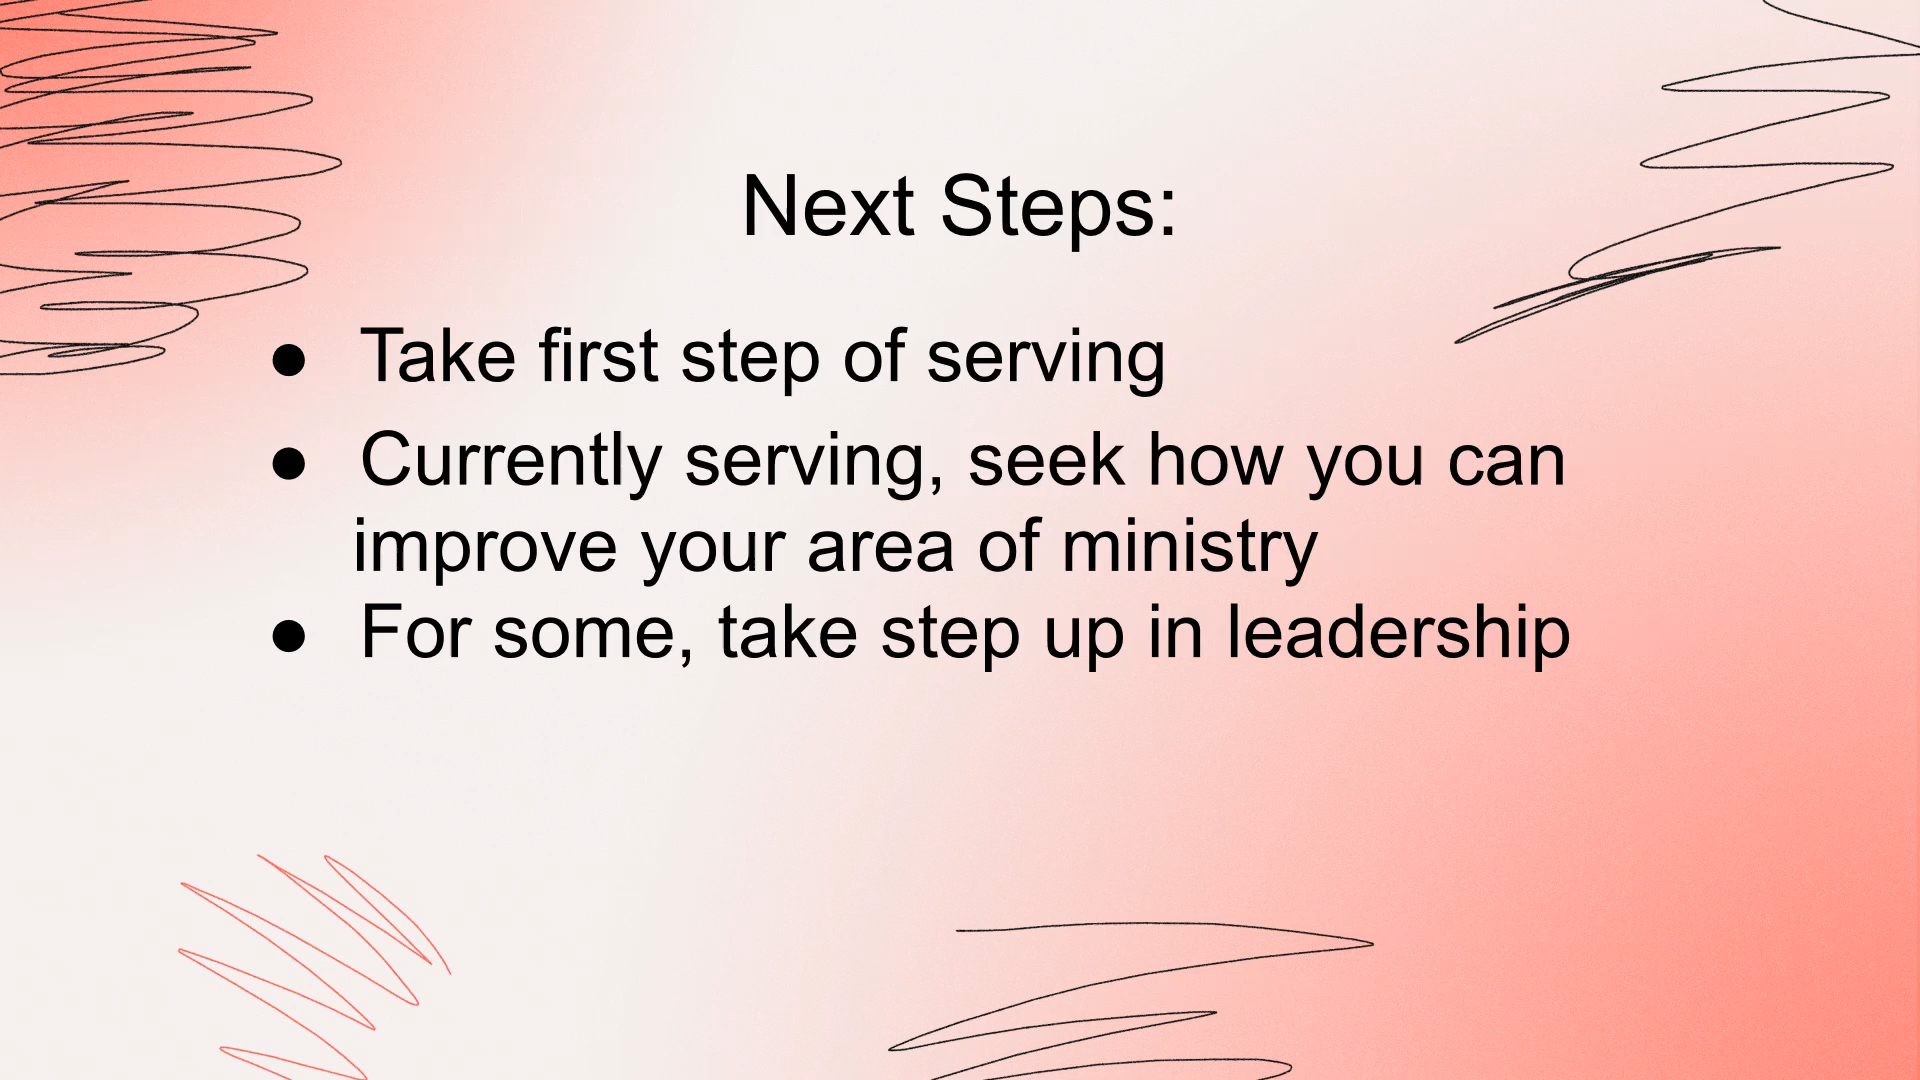 Next Steps:
● Take first step of serving
● Currently serving, seek how you can
improve your area of ministry
● For some, take step up in leadership